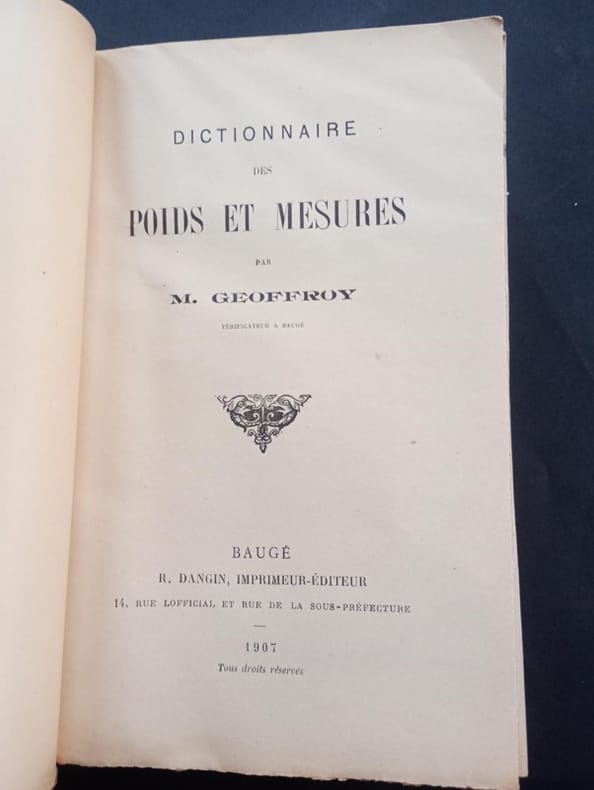 DICTIONNAIRE
DES
POIDS ET MESURES
PAR
M. GEOFFROY
VÉRIFICATEUR A BAUGÉ
BAUGÉ
R. DANGIN, IMPRIMEUR-ÉDITEUR
14, RUE LOFFICIAL ET RUE DE LA SOUS-PRÉFECTURE
1907
Tous droits réservés